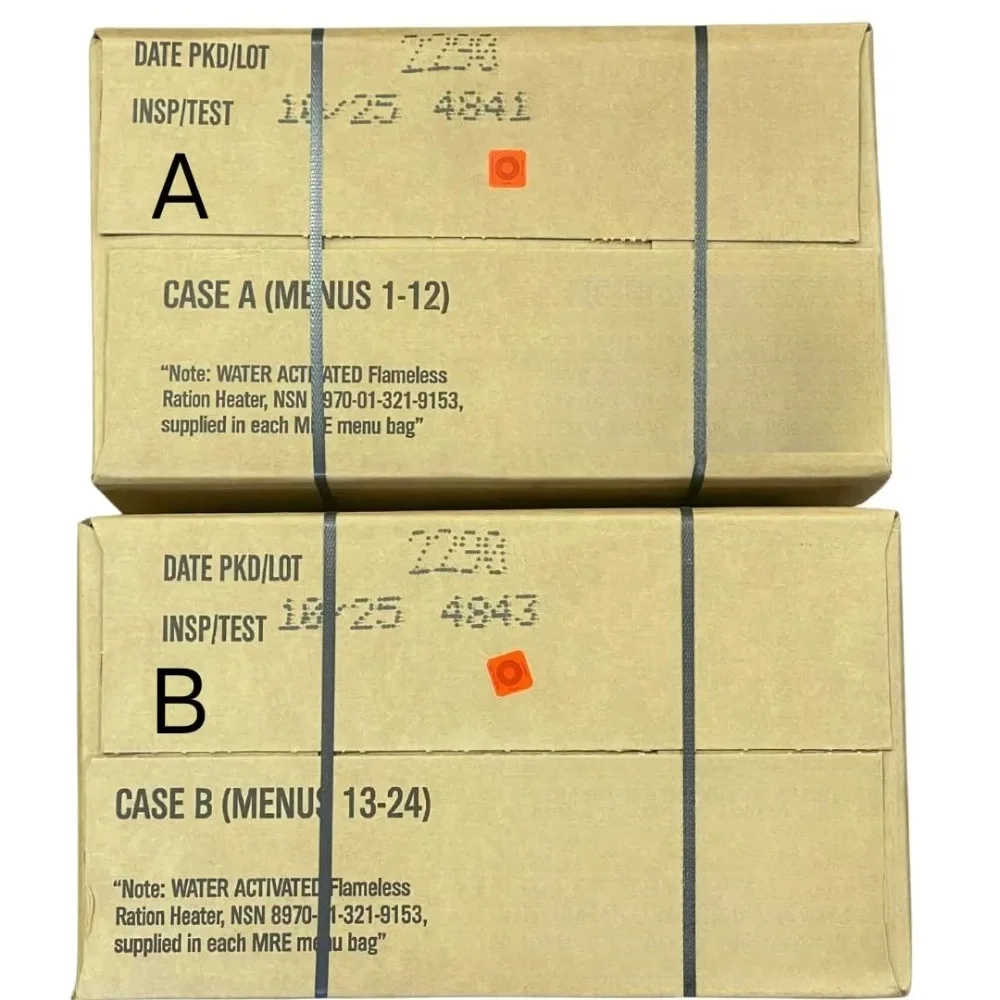 DATE PKD/LOT 2290
INSP/TEST 10/25 4841
A
CASE A (MENUS 1-12)
“Note: WATER ACTIVATED Flameless
Ration Heater, NSN 8970-01-321-9153,
supplied in each MRE menu bag”
DATE PKD/LOT 2290
INSP/TEST 10/25 4843
B
CASE B (MENUS 13-24)
“Note: WATER ACTIVATED Flameless
Ration Heater, NSN 8970-01-321-9153,
supplied in each MRE menu bag”